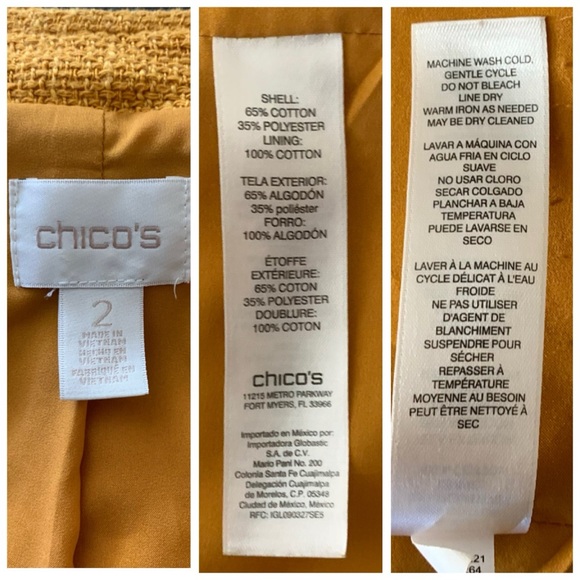 chico's
2
MADE IN
VIETNAM
HECHO EN
VIETNAM
FABRIQUÉ EN
VIETNAM
SHELL:
65% COTTON
35% POLYESTER
LINING:
100% COTTON
TELA EXTERIOR:
65% ALGODÓN
35% poliéster
FORRO:
100% ALGODÓN
ÉTOFFE
EXTÉRIEURE:
65% COTON
35% POLYESTER
DOUBLURE:
100% COTON
chico's
11215 METRO PARKWAY
FORT MYERS, FL 33966
Importado en México por:
Importadora Globastic
S.A. de C.V.
Mario Pani No. 200
Colonia Santa Fe Cuajimalpa
Delegación Cuajimalpa
de Morelos, C.P. 05348
Ciudad de México, México
RFC: IGL090327SE5
MACHINE WASH COLD,
GENTLE CYCLE
DO NOT BLEACH
LINE DRY
WARM IRON AS NEEDED
MAY BE DRY CLEANED
LAVAR A MÁQUINA CON
AGUA FRIA EN CICLO
SUAVE
NO USAR CLORO
SECAR COLGADO
PLANCHAR A BAJA
TEMPERATURA
PUEDE LAVARSE EN
SECO
LAVER À LA MACHINE AU
CYCLE DÉLICAT À L'EAU
FROIDE
NE PAS UTILISER
D'AGENT DE
BLANCHIMENT
SUSPENDRE POUR
SÉCHER
REPASSER À
TEMPÉRATURE
MOYENNE AU BESOIN
PEUT ÊTRE NETTOYÉ À
SEC
.21
64